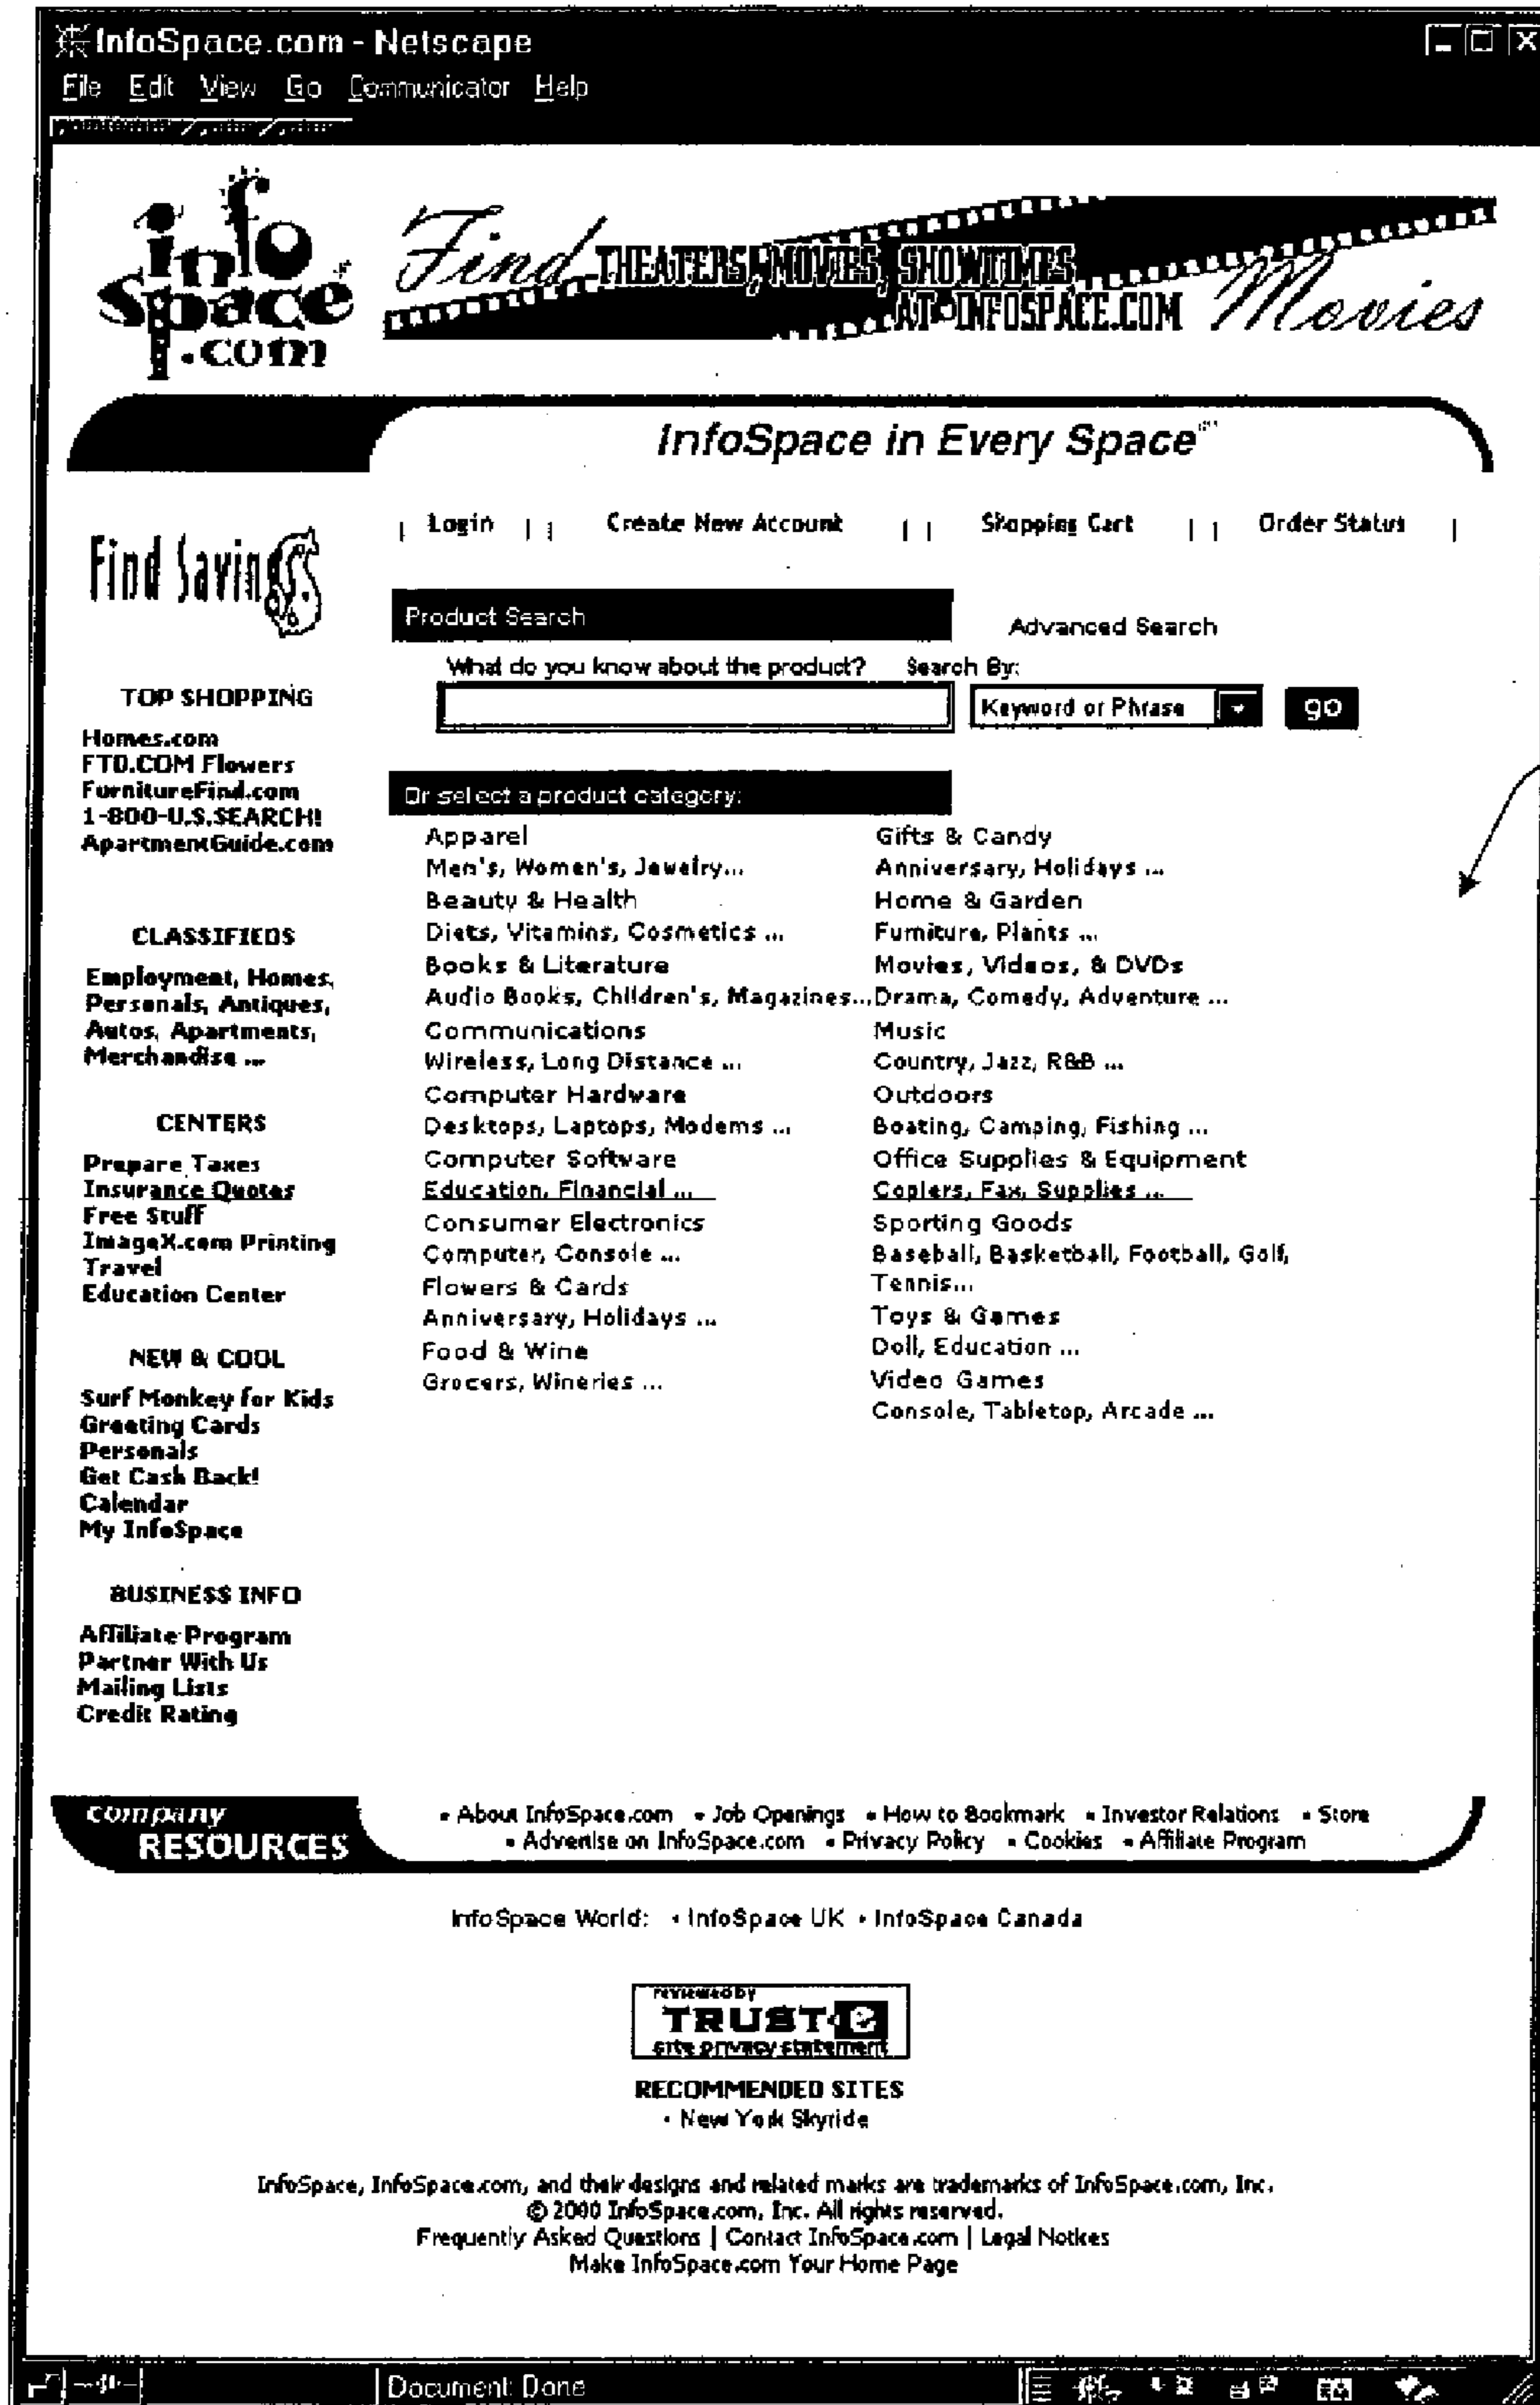 InfoSpace.com - Netscape
File Edit View Go Communicator Help
info
space
.com
Find THEATERS, MOVIES, SHOWTIMES
AT INFOSPACE.COM Movies
InfoSpace in Every Space℠
Find Savings
| Login | | Create New Account | | Shopping Cart | | Order Status |
Product Search
Advanced Search
What do you know about the product? Search By:
Keyword or Phrase go
Or select a product category:
Apparel
Men's, Women's, Jewelry...
Beauty & Health
Diets, Vitamins, Cosmetics ...
Books & Literature
Audio Books, Children's, Magazines...
Communications
Wireless, Long Distance ...
Computer Hardware
Desktops, Laptops, Modems ...
Computer Software
Education, Financial ...
Consumer Electronics
Computer, Console ...
Flowers & Cards
Anniversary, Holidays ...
Food & Wine
Grocers, Wineries ...
Gifts & Candy
Anniversary, Holidays ...
Home & Garden
Furniture, Plants ...
Movies, Videos, & DVDs
Drama, Comedy, Adventure ...
Music
Country, Jazz, R&B ...
Outdoors
Boating, Camping, Fishing ...
Office Supplies & Equipment
Copiers, Fax, Supplies ...
Sporting Goods
Baseball, Basketball, Football, Golf,
Tennis...
Toys & Games
Doll, Education ...
Video Games
Console, Tabletop, Arcade ...
TOP SHOPPING
Homes.com
FTD.COM Flowers
FurnitureFind.com
1-800-U.S.SEARCH!
ApartmentGuide.com
CLASSIFIEDS
Employment, Homes,
Personals, Antiques,
Autos, Apartments,
Merchandise ...
CENTERS
Prepare Taxes
Insurance Quotes
Free Stuff
ImageX.com Printing
Travel
Education Center
NEW & COOL
Surf Monkey for Kids
Greeting Cards
Personals
Get Cash Back!
Calendar
My InfoSpace
BUSINESS INFO
Affiliate Program
Partner With Us
Mailing Lists
Credit Rating
company
RESOURCES
• About InfoSpace.com • Job Openings • How to Bookmark • Investor Relations • Store
• Advertise on InfoSpace.com • Privacy Policy • Cookies • Affiliate Program
InfoSpace World: • InfoSpace UK • InfoSpace Canada
reviewed by
TRUSTe
site privacy statement
RECOMMENDED SITES
• New York Skyride
InfoSpace, InfoSpace.com, and their designs and related marks are trademarks of InfoSpace.com, Inc.
© 2000 InfoSpace.com, Inc. All rights reserved.
Frequently Asked Questions | Contact InfoSpace.com | Legal Notices
Make InfoSpace.com Your Home Page
Document: Done